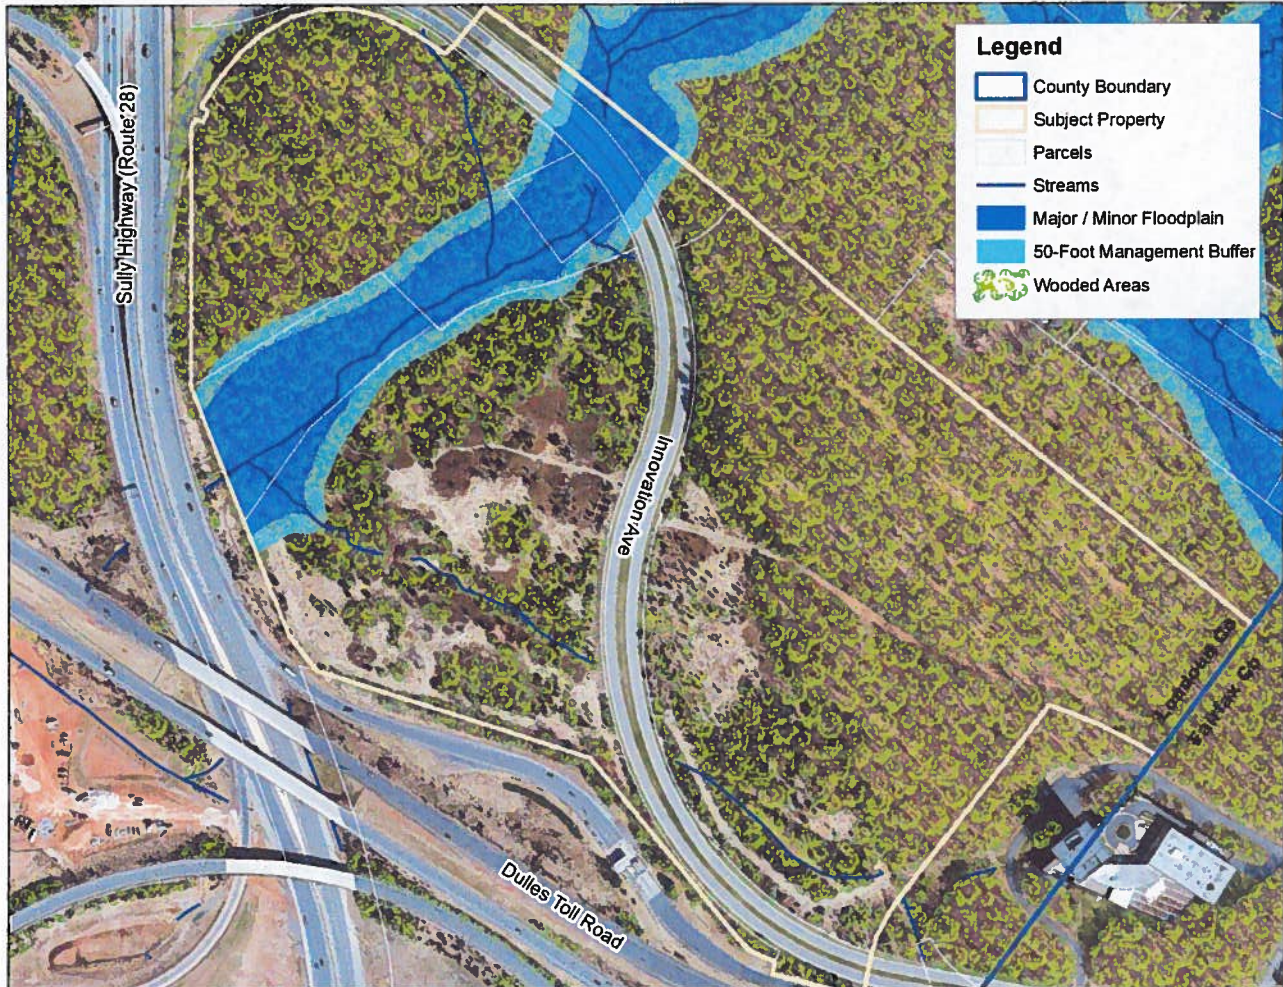 Legend
County Boundary
Subject Property
Parcels
Streams
Major / Minor Floodplain
50-Foot Management Buffer
Wooded Areas
Sully Highway (Route 28)
Innovation Ave
Loudoun Co
Fairfax Co
Dulles Toll Road